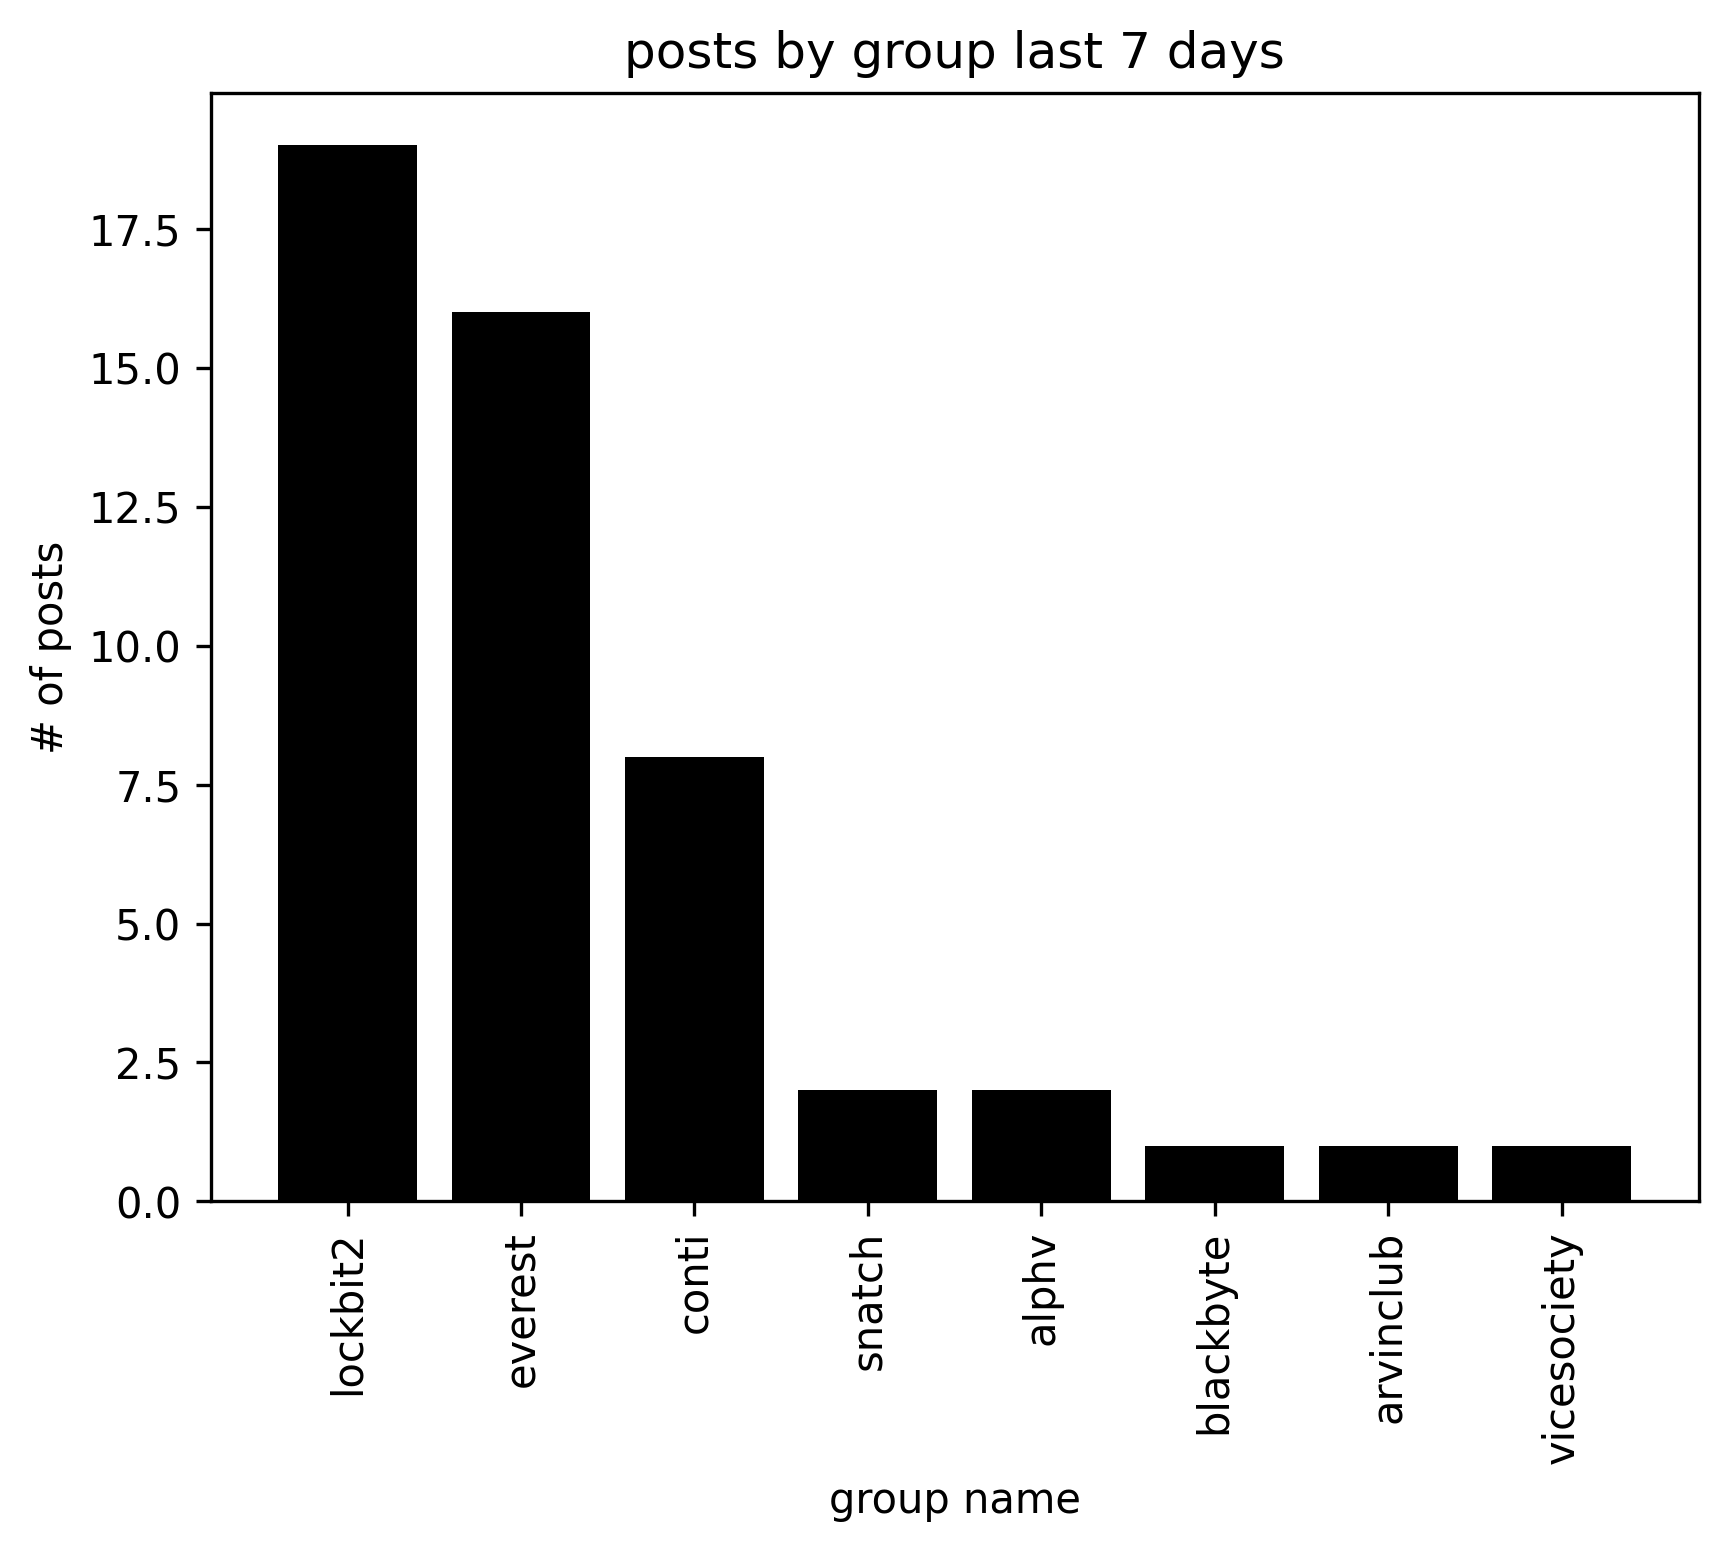 posts by group last 7 days
# of posts
17.5
15.0
12.5
10.0
7.5
5.0
2.5
0.0
lockbit2
everest
conti
snatch
alphv
blackbyte
arvinclub
vicesociety
group name